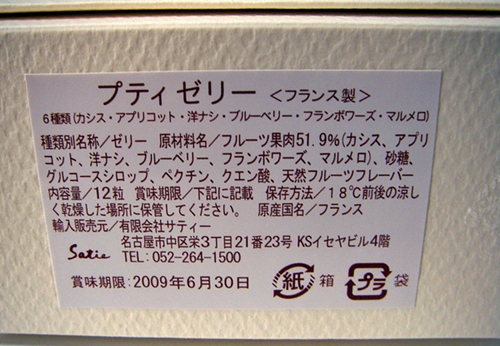 プティ ゼリー <フランス製>
6種類(カシス・アプリコット・洋ナシ・ブルーベリー・フランボワーズ・マルメロ)
種類別名称／ゼリー 原材料名／フルーツ果肉51.9%(カシス、アプリ
コット、洋ナシ、ブルーベリー、フランボワーズ、マルメロ)、砂糖、
グルコースシロップ、ペクチン、クエン酸、天然フルーツフレーバー
内容量／12粒 賞味期限／下記に記載 保存方法／18℃前後の涼し
く乾燥した場所に保管してください。 原産国名／フランス
輸入販売元／有限会社サティー
名古屋市中区栄3丁目21番23号 KSイセヤビル4階
Satie TEL: 052-264-1500
賞味期限: 2009年6月30日 紙 箱 プラ 袋